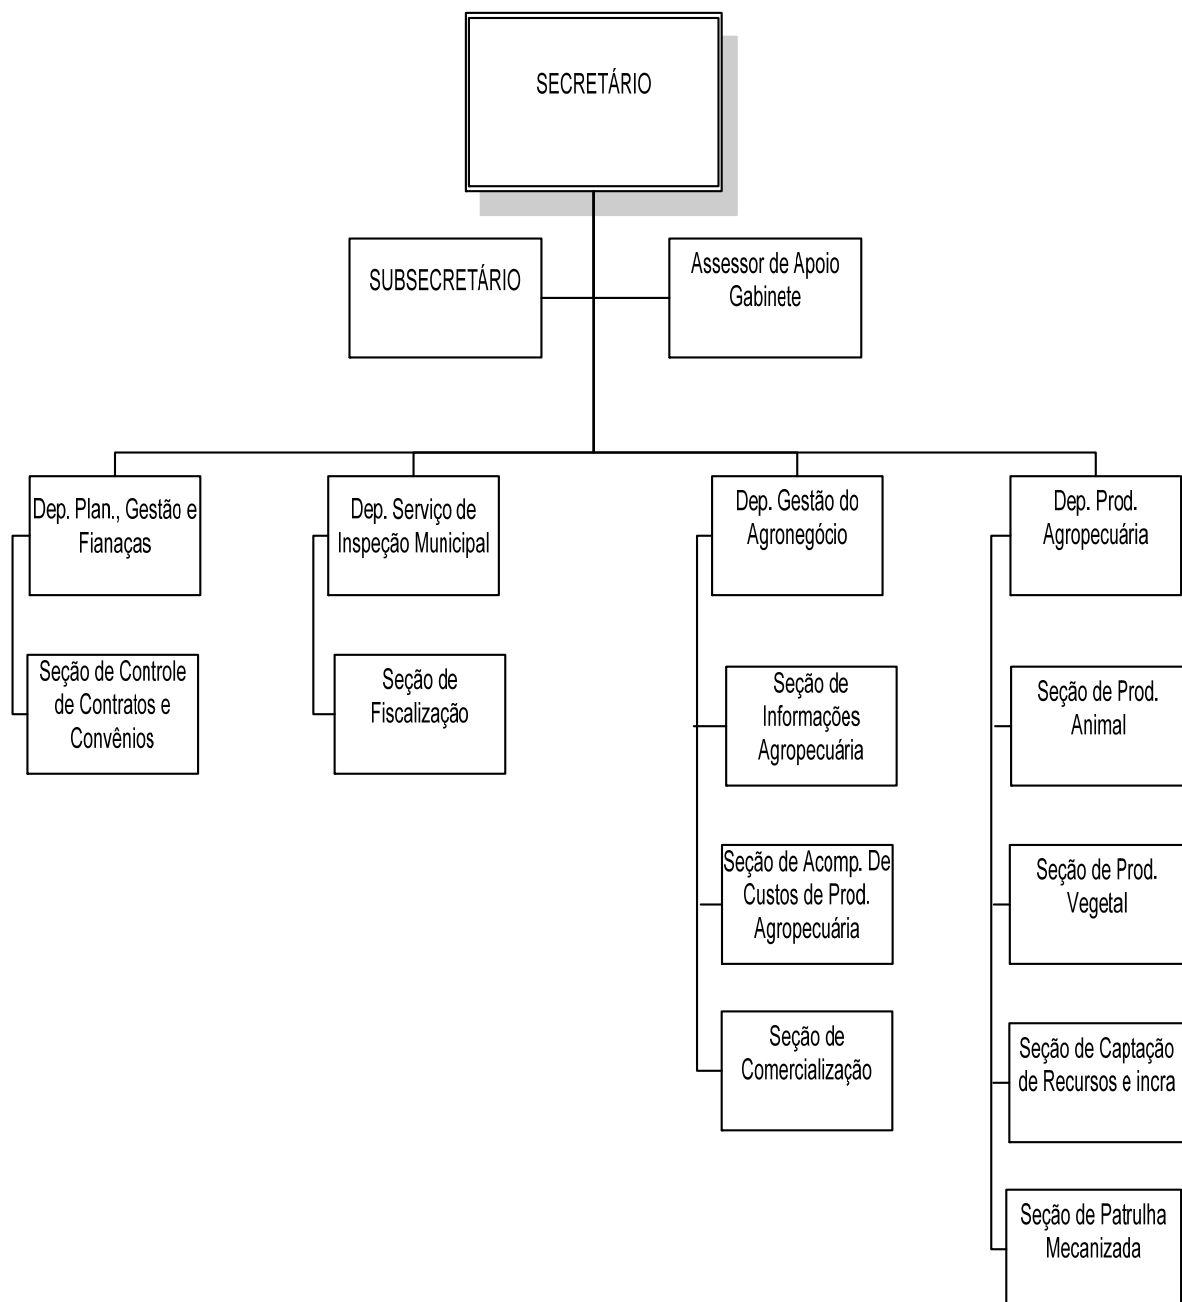 SECRETÁRIO
SUBSECRETÁRIO
Assessor de Apoio
Gabinete
Dep. Plan., Gestão e
Fianaças
Dep. Serviço de
Inspeção Municipal
Dep. Gestão do
Agronegócio
Dep. Prod.
Agropecuária
Seção de Controle
de Contratos e
Convênios
Seção de
Fiscalização
Seção de
Informações
Agropecuária
Seção de Prod.
Animal
Seção de Acomp. De
Custos de Prod.
Agropecuária
Seção de Prod.
Vegetal
Seção de
Comercialização
Seção de Captação
de Recursos e incra
Seção de Patrulha
Mecanizada